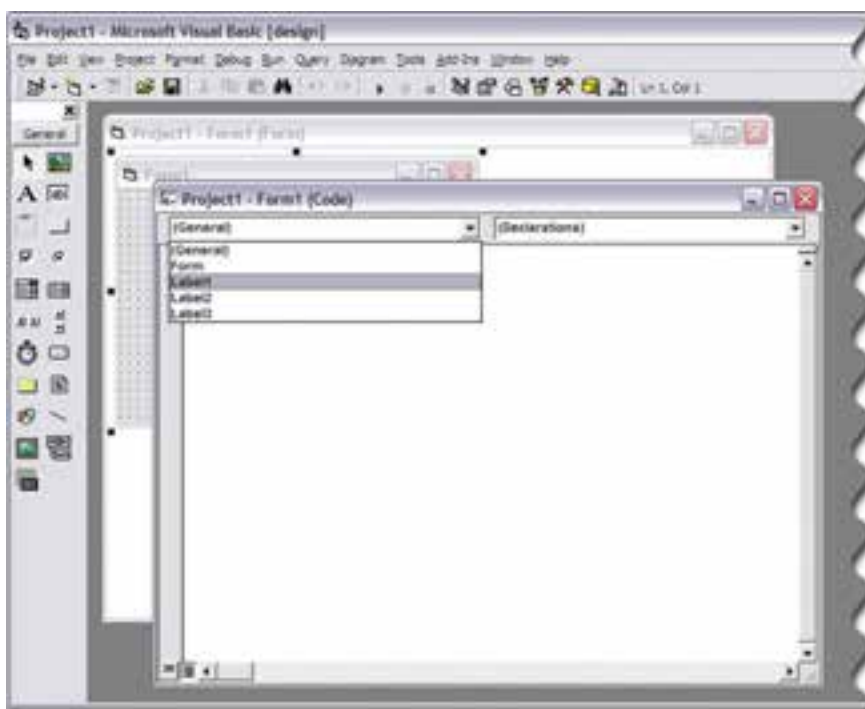 Project1 - Microsoft Visual Basic [design]
File Edit View Project Format Debug Run Query Diagram Tools Add-Ins Window Help
Ln 1, Col 1
General
Project1 - Form1 (Form)
Form1
Project1 - Form1 (Code)
(General) (Declarations)
(General)
Form
Label1
Label2
Label3
A abl